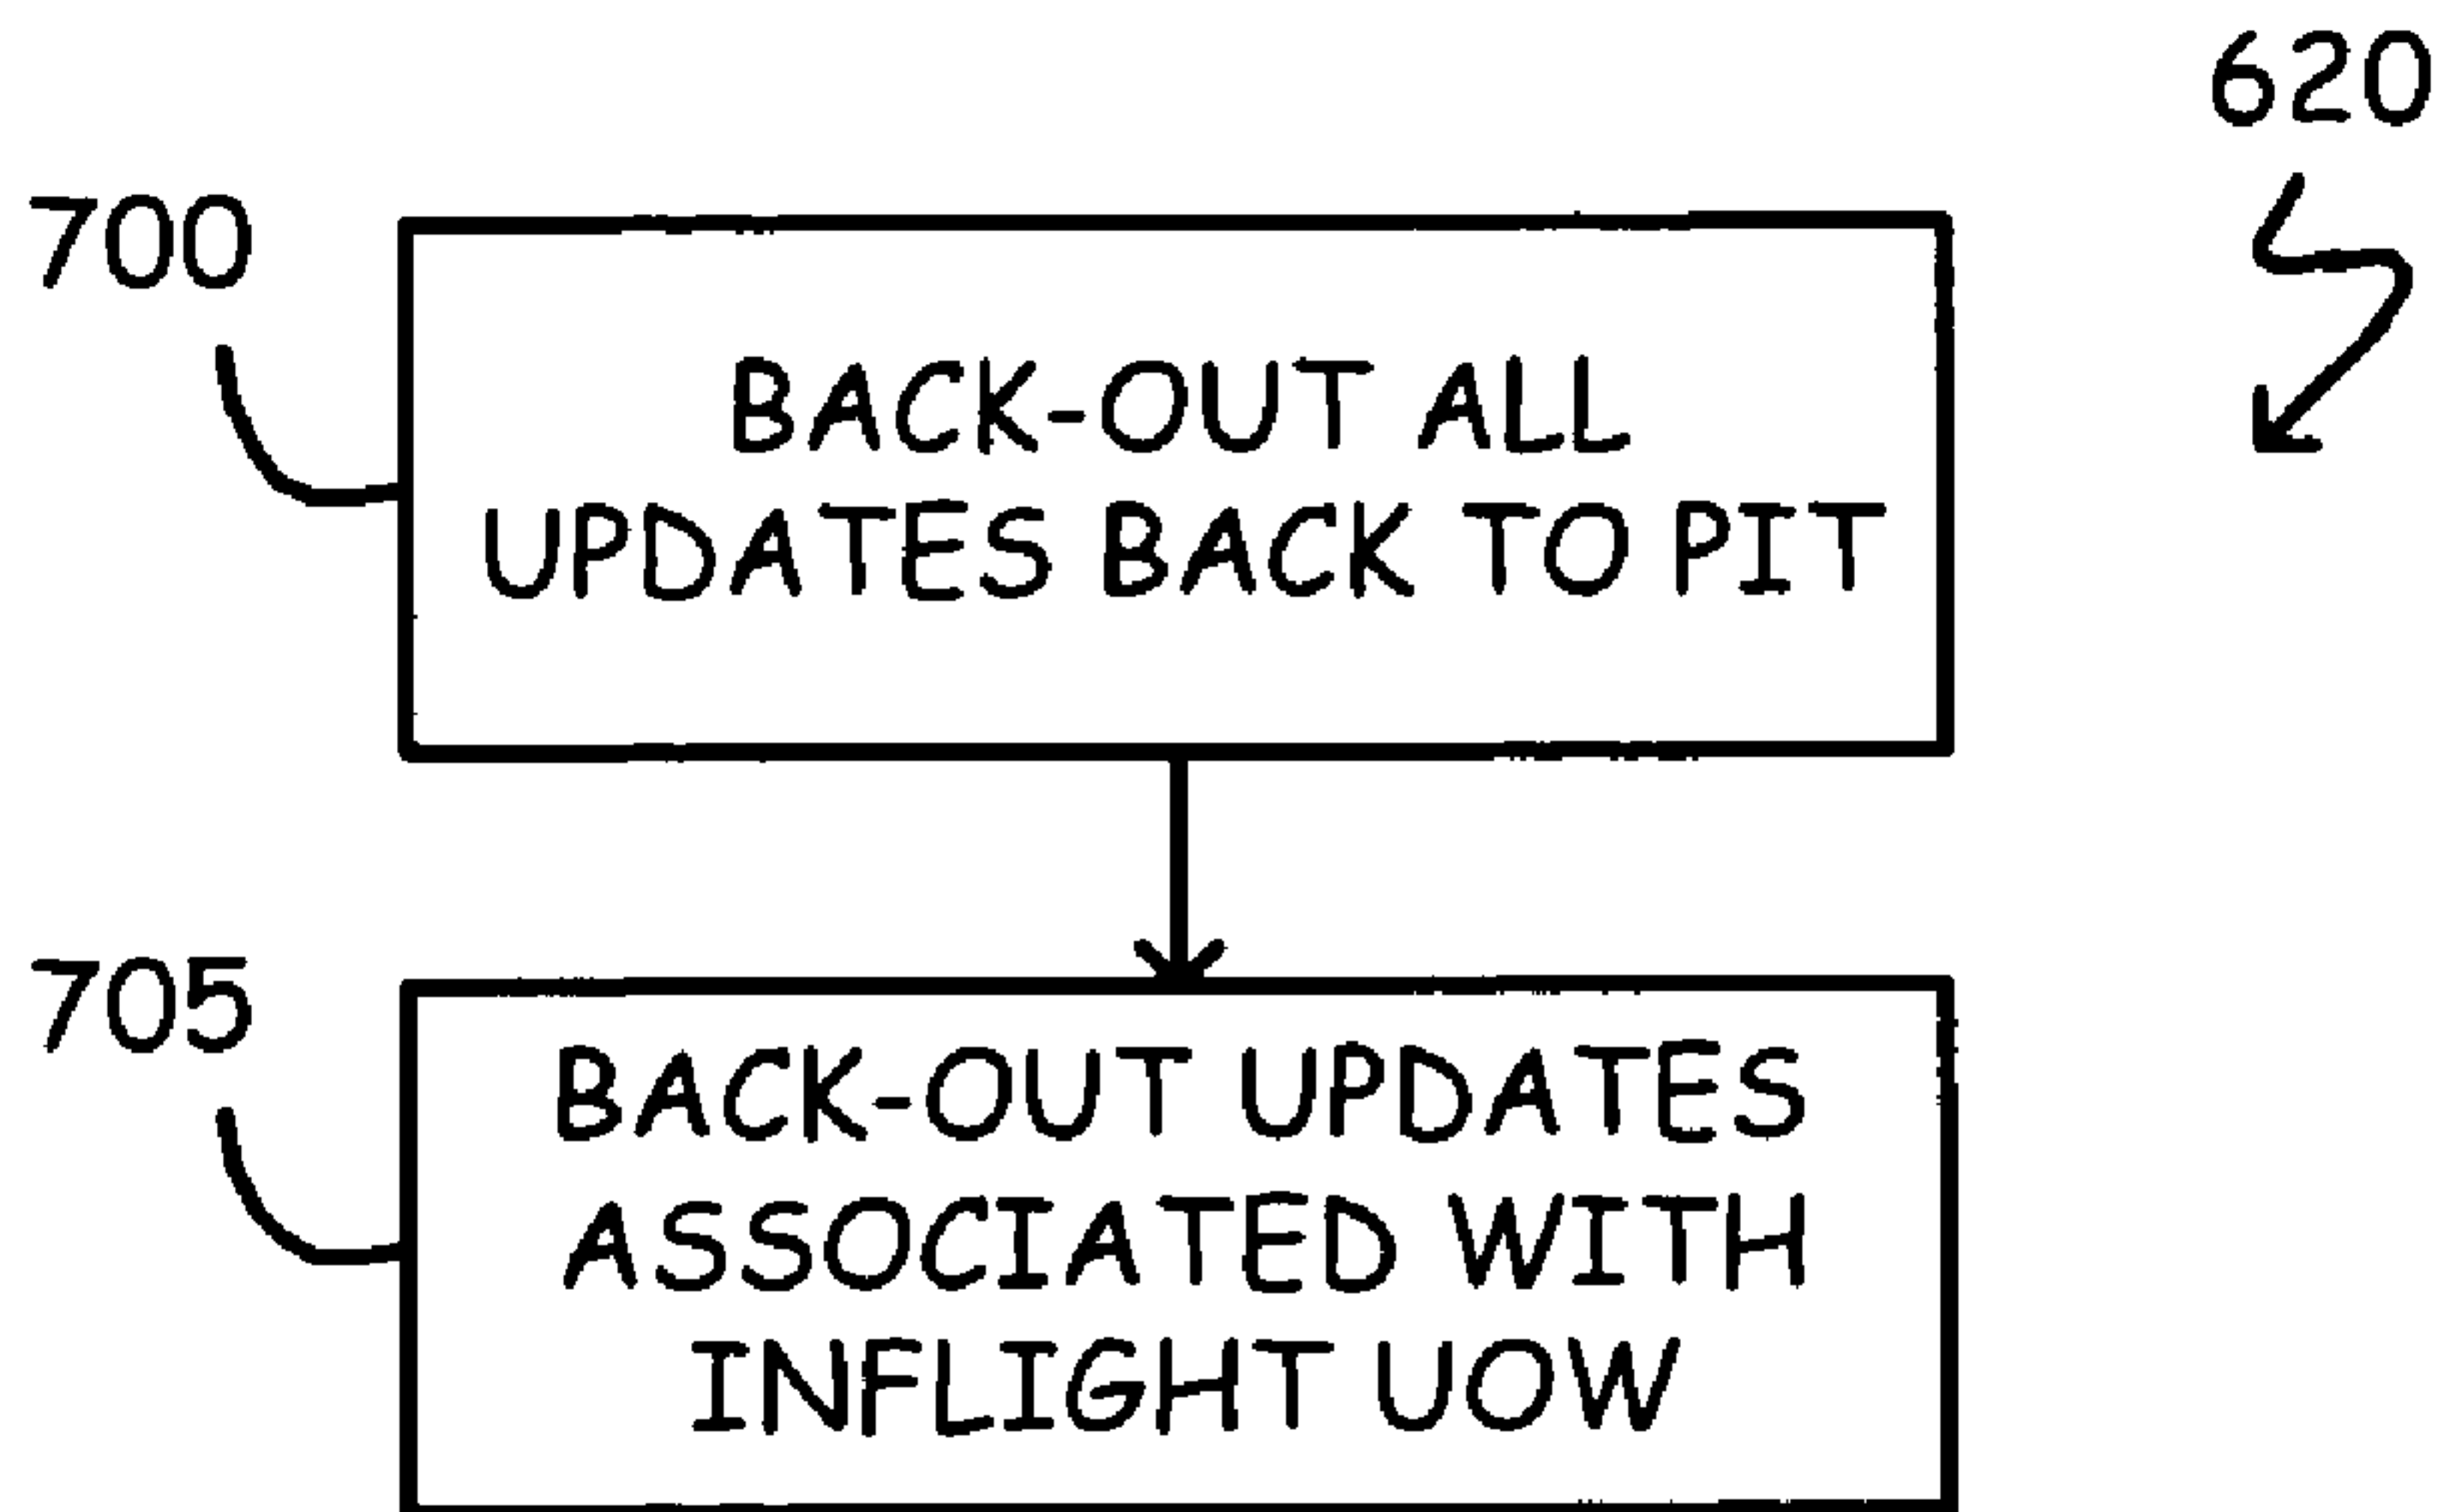 620
700
BACK-OUT ALL
UPDATES BACK TO PIT
705
BACK-OUT UPDATES
ASSOCIATED WITH
INFLIGHT UOW